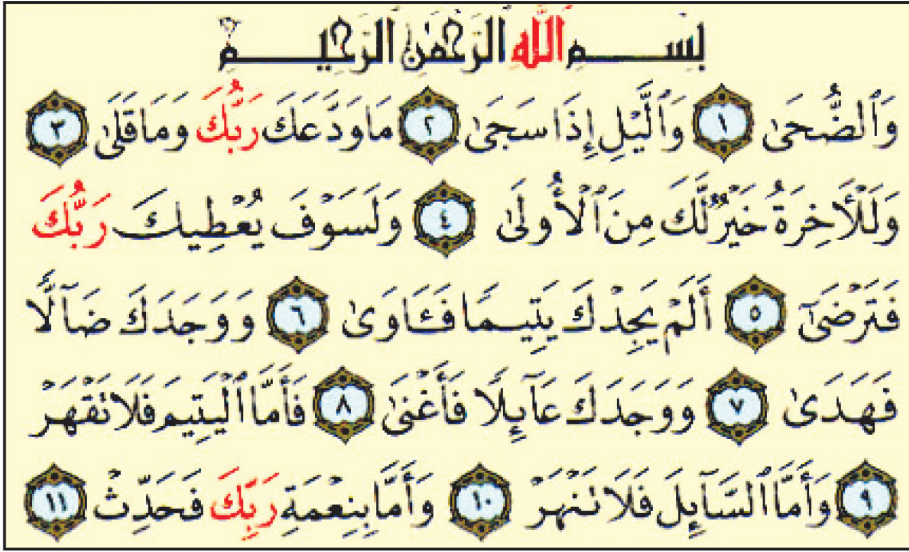 بِسْمِ ٱللَّهِ ٱلرَّحْمَٰنِ ٱلرَّحِيمِ
وَٱلضُّحَىٰ ١ وَٱلَّيْلِ إِذَا سَجَىٰ ٢ مَا وَدَّعَكَ رَبُّكَ وَمَا قَلَىٰ ٣
وَلَلْأَخِرَةُ خَيْرٌ لَّكَ مِنَ ٱلْأُولَىٰ ٤ وَلَسَوْفَ يُعْطِيكَ رَبُّكَ
فَتَرْضَىٰٓ ٥ أَلَمْ يَجِدْكَ يَتِيمًا فَـَٔاوَىٰ ٦ وَوَجَدَكَ ضَآلًّا
فَهَدَىٰ ٧ وَوَجَدَكَ عَآئِلًا فَأَغْنَىٰ ٨ فَأَمَّا ٱلْيَتِيمَ فَلَا تَقْهَرْ
٩ وَأَمَّا ٱلسَّآئِلَ فَلَا تَنْهَرْ ١٠ وَأَمَّا بِنِعْمَةِ رَبِّكَ فَحَدِّثْ ١١